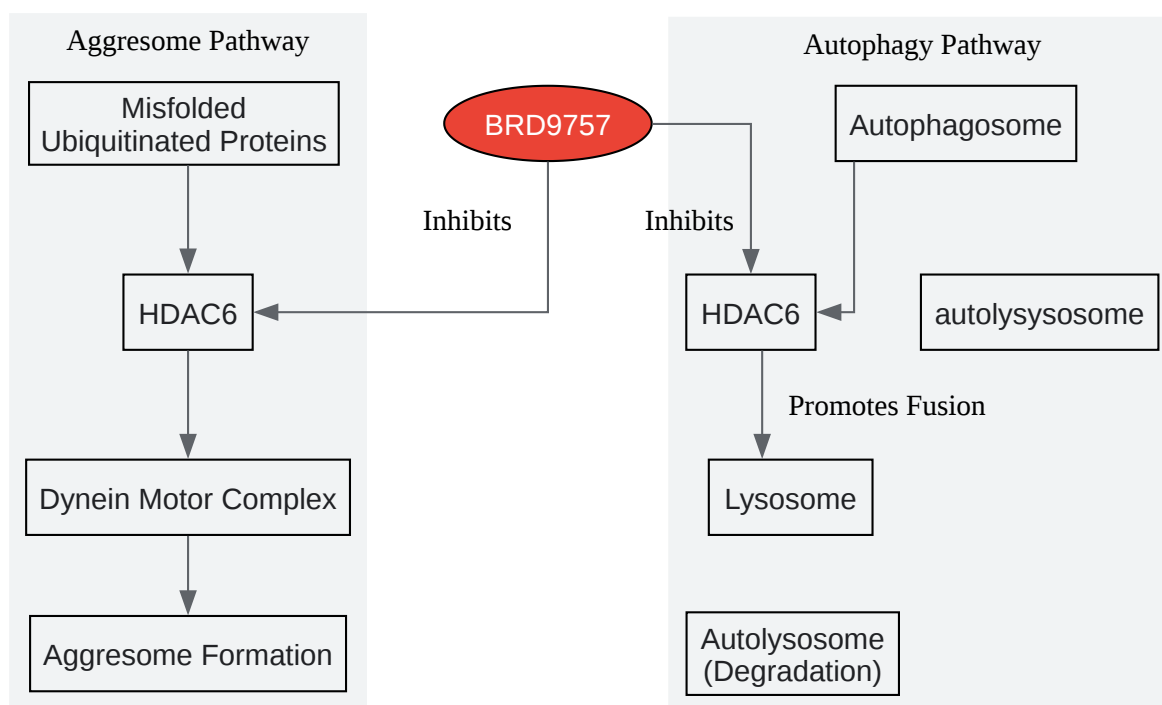 Aggresome Pathway
Misfolded
Ubiquitinated Proteins
HDAC6
Dynein Motor Complex
Aggresome Formation
BRD9757
Inhibits
Inhibits
Autophagy Pathway
Autophagosome
HDAC6
autolysysosome
Promotes Fusion
Lysosome
Autolysosome
(Degradation)